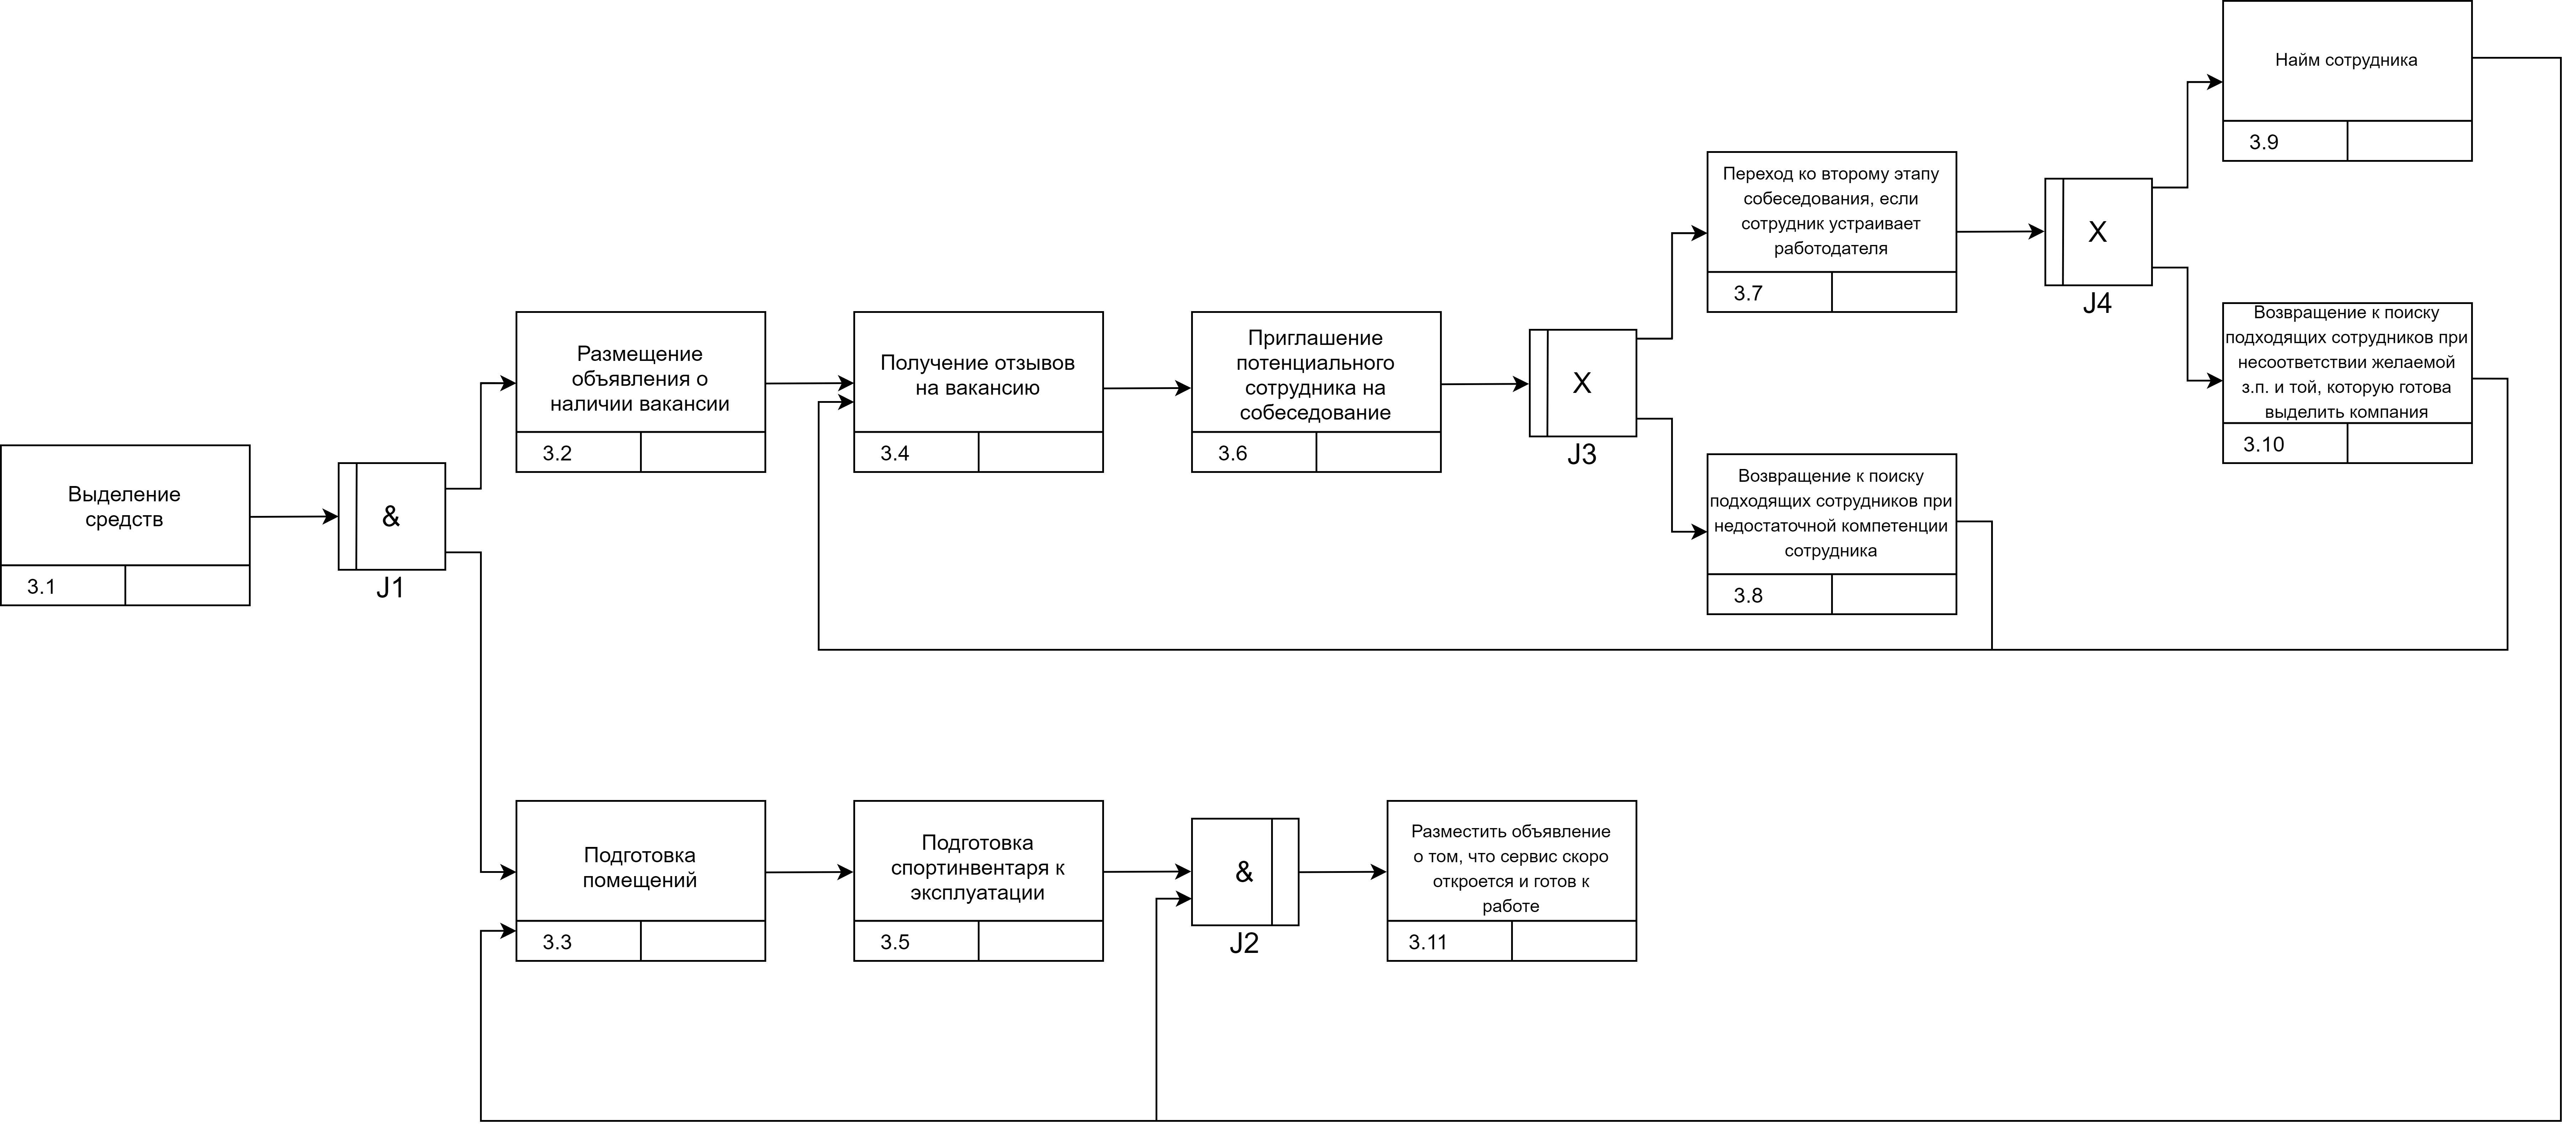 Выделение
средств
3.1
&
J1
Размещение
объявления о
наличии вакансии
3.2
Получение отзывов
на вакансию
3.4
Приглашение
потенциального
сотрудника на
собеседование
3.6
X
J3
Переход ко второму этапу
собеседования, если
сотрудник устраивает
работодателя
3.7
Возвращение к поиску
подходящих сотрудников при
недостаточной компетенции
сотрудника
3.8
X
J4
Найм сотрудника
3.9
Возвращение к поиску
подходящих сотрудников при
несоответствии желаемой
з.п. и той, которую готова
выделить компания
3.10
Подготовка
помещений
3.3
Подготовка
спортинвентаря к
эксплуатации
3.5
&
J2
Разместить объявление
о том, что сервис скоро
откроется и готов к
работе
3.11